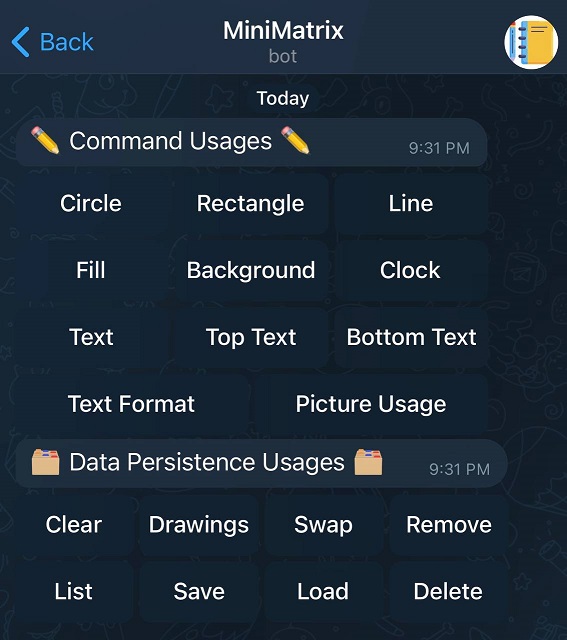 Back
MiniMatrix
bot
Today
✏️ Command Usages ✏️ 9:31 PM
Circle Rectangle Line
Fill Background Clock
Text Top Text Bottom Text
Text Format Picture Usage
🗂️ Data Persistence Usages 🗂️ 9:31 PM
Clear Drawings Swap Remove
List Save Load Delete